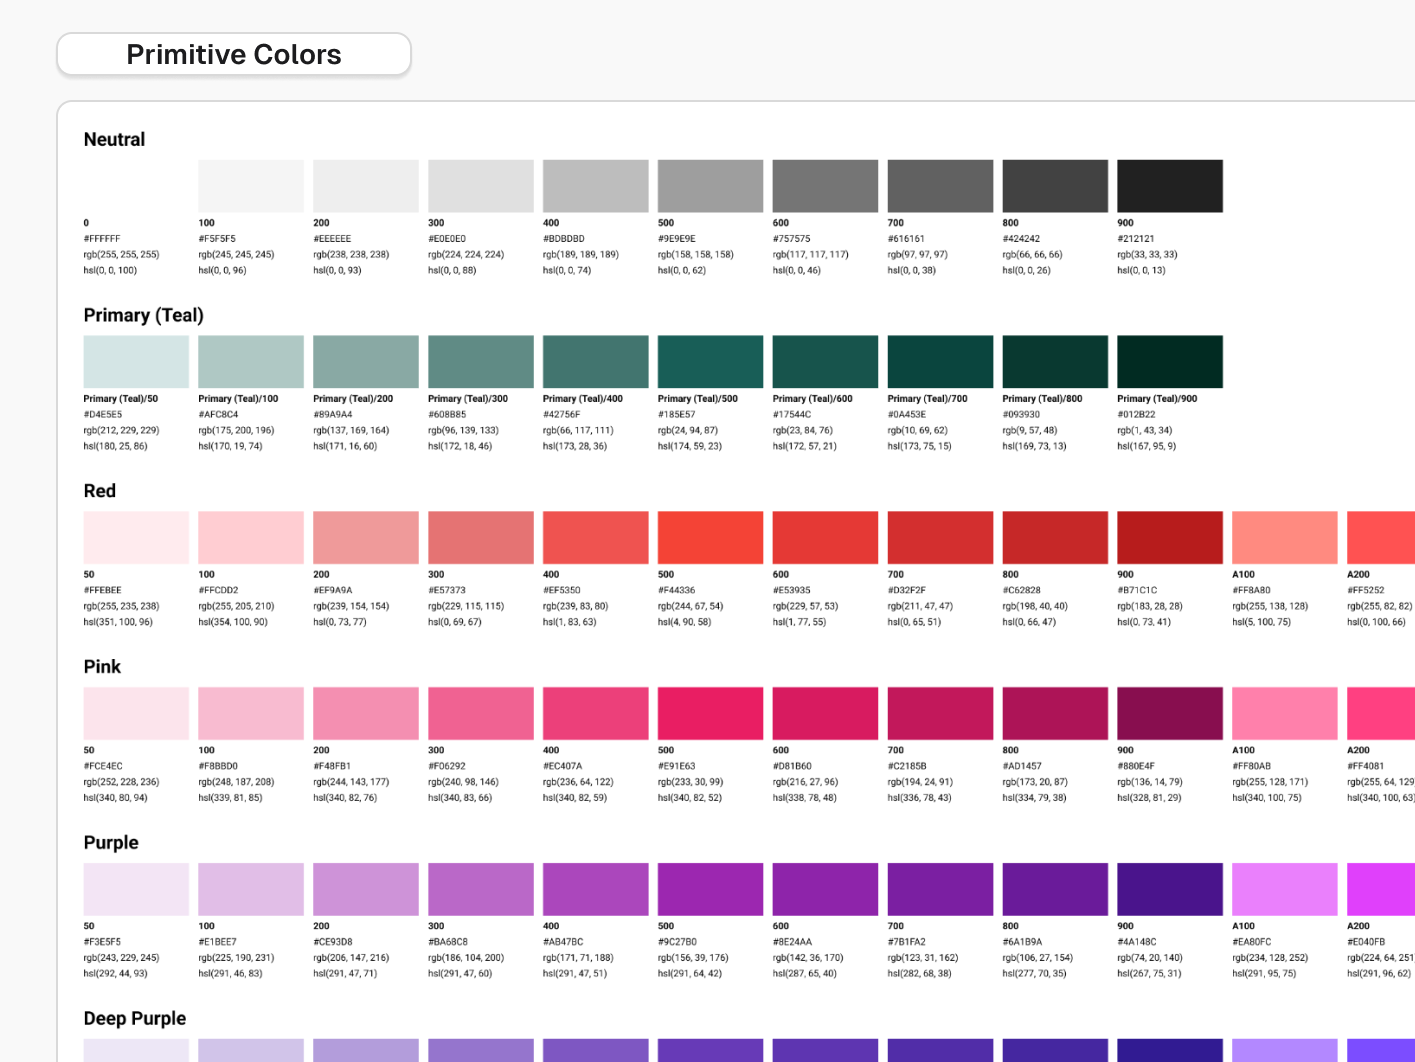 Primitive Colors
Neutral
0 100 200 300 400 500 600 700 800 900
#FFFFFF #F5F5F5 #EEEEEE #E0E0E0 #BDBDBD #9E9E9E #757575 #616161 #424242 #212121
rgb(255, 255, 255) rgb(245, 245, 245) rgb(238, 238, 238) rgb(224, 224, 224) rgb(189, 189, 189) rgb(158, 158, 158) rgb(117, 117, 117) rgb(97, 97, 97) rgb(66, 66, 66) rgb(33, 33, 33)
hsl(0, 0, 100) hsl(0, 0, 96) hsl(0, 0, 93) hsl(0, 0, 88) hsl(0, 0, 74) hsl(0, 0, 62) hsl(0, 0, 46) hsl(0, 0, 38) hsl(0, 0, 26) hsl(0, 0, 13)
Primary (Teal)
Primary (Teal)/50 Primary (Teal)/100 Primary (Teal)/200 Primary (Teal)/300 Primary (Teal)/400 Primary (Teal)/500 Primary (Teal)/600 Primary (Teal)/700 Primary (Teal)/800 Primary (Teal)/900
#D4E5E5 #AFC8C4 #89A9A4 #608B85 #42756F #185E57 #17544C #0A453E #093930 #012B22
rgb(212, 229, 229) rgb(175, 200, 196) rgb(137, 169, 164) rgb(96, 139, 133) rgb(66, 117, 111) rgb(24, 94, 87) rgb(23, 84, 76) rgb(10, 69, 62) rgb(9, 57, 48) rgb(1, 43, 34)
hsl(180, 25, 86) hsl(170, 19, 74) hsl(171, 16, 60) hsl(172, 18, 46) hsl(173, 28, 36) hsl(174, 59, 23) hsl(172, 57, 21) hsl(173, 75, 15) hsl(169, 73, 13) hsl(167, 95, 9)
Red
50 100 200 300 400 500 600 700 800 900 A100 A200
#FFEBEE #FFCDD2 #EF9A9A #E57373 #EF5350 #F44336 #E53935 #D32F2F #C62828 #B71C1C #FF8A80 #FF5252
rgb(255, 235, 238) rgb(255, 205, 210) rgb(239, 154, 154) rgb(229, 115, 115) rgb(239, 83, 80) rgb(244, 67, 54) rgb(229, 57, 53) rgb(211, 47, 47) rgb(198, 40, 40) rgb(183, 28, 28) rgb(255, 138, 128) rgb(255, 82, 82)
hsl(351, 100, 96) hsl(354, 100, 90) hsl(0, 73, 77) hsl(0, 69, 67) hsl(1, 83, 63) hsl(4, 90, 58) hsl(1, 77, 55) hsl(0, 65, 51) hsl(0, 66, 47) hsl(0, 73, 41) hsl(5, 100, 75) hsl(0, 100, 66)
Pink
50 100 200 300 400 500 600 700 800 900 A100 A200
#FCE4EC #F8BBD0 #F48FB1 #F06292 #EC407A #E91E63 #D81B60 #C2185B #AD1457 #880E4F #FF80AB #FF4081
rgb(252, 228, 236) rgb(248, 187, 208) rgb(244, 143, 177) rgb(240, 98, 146) rgb(236, 64, 122) rgb(233, 30, 99) rgb(216, 27, 96) rgb(194, 24, 91) rgb(173, 20, 87) rgb(136, 14, 79) rgb(255, 128, 171) rgb(255, 64, 129
hsl(340, 80, 94) hsl(339, 81, 85) hsl(340, 82, 76) hsl(340, 83, 66) hsl(340, 82, 59) hsl(340, 82, 52) hsl(338, 78, 48) hsl(336, 78, 43) hsl(334, 79, 38) hsl(328, 81, 29) hsl(340, 100, 75) hsl(340, 100, 63)
Purple
50 100 200 300 400 500 600 700 800 900 A100 A200
#F3E5F5 #E1BEE7 #CE93D8 #BA68C8 #AB47BC #9C27B0 #8E24AA #7B1FA2 #6A1B9A #4A148C #EA80FC #E040FB
rgb(243, 229, 245) rgb(225, 190, 231) rgb(206, 147, 216) rgb(186, 104, 200) rgb(171, 71, 188) rgb(156, 39, 176) rgb(142, 36, 170) rgb(123, 31, 162) rgb(106, 27, 154) rgb(74, 20, 140) rgb(234, 128, 252) rgb(224, 64, 251
hsl(292, 44, 93) hsl(291, 46, 83) hsl(291, 47, 71) hsl(291, 47, 60) hsl(291, 47, 51) hsl(291, 64, 42) hsl(287, 65, 40) hsl(282, 68, 38) hsl(277, 70, 35) hsl(267, 75, 31) hsl(291, 95, 75) hsl(291, 96, 62)
Deep Purple